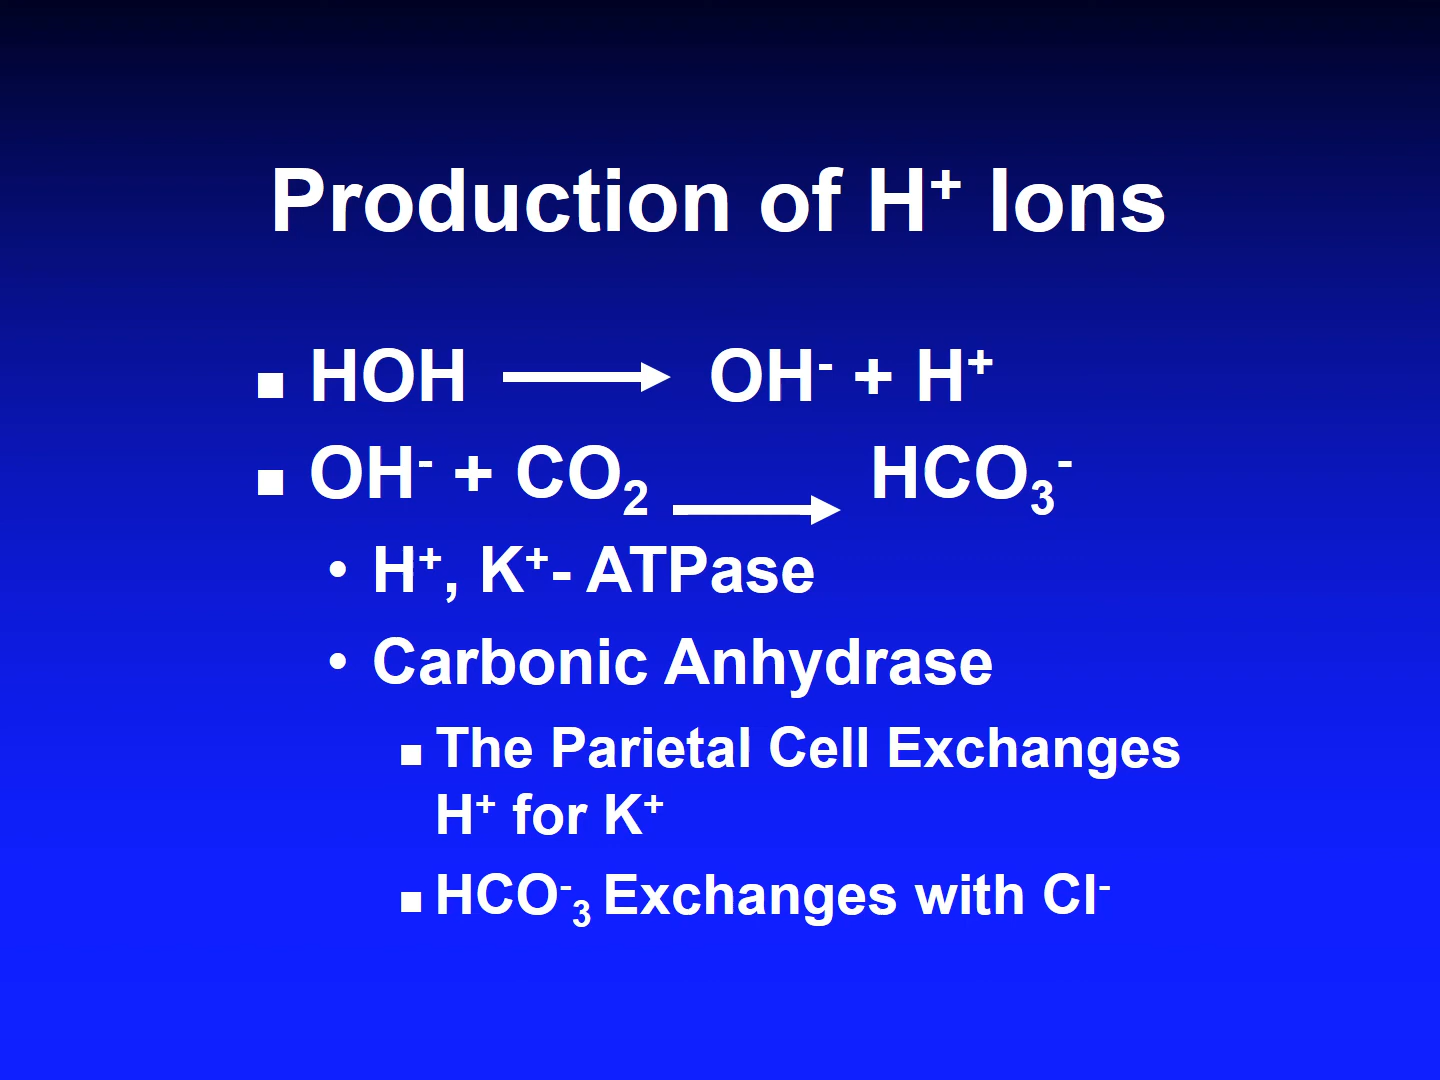 Production of H⁺ Ions
■ HOH ⟶ OH⁻ + H⁺
■ OH⁻ + CO₂ ⟶ HCO₃⁻
• H⁺, K⁺- ATPase
• Carbonic Anhydrase
■ The Parietal Cell Exchanges
H⁺ for K⁺
■ HCO⁻₃ Exchanges with Cl⁻